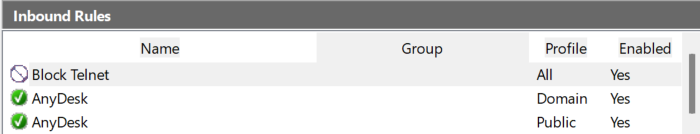 Inbound Rules
Name Group Profile Enabled
Block Telnet All Yes
AnyDesk Domain Yes
AnyDesk Public Yes